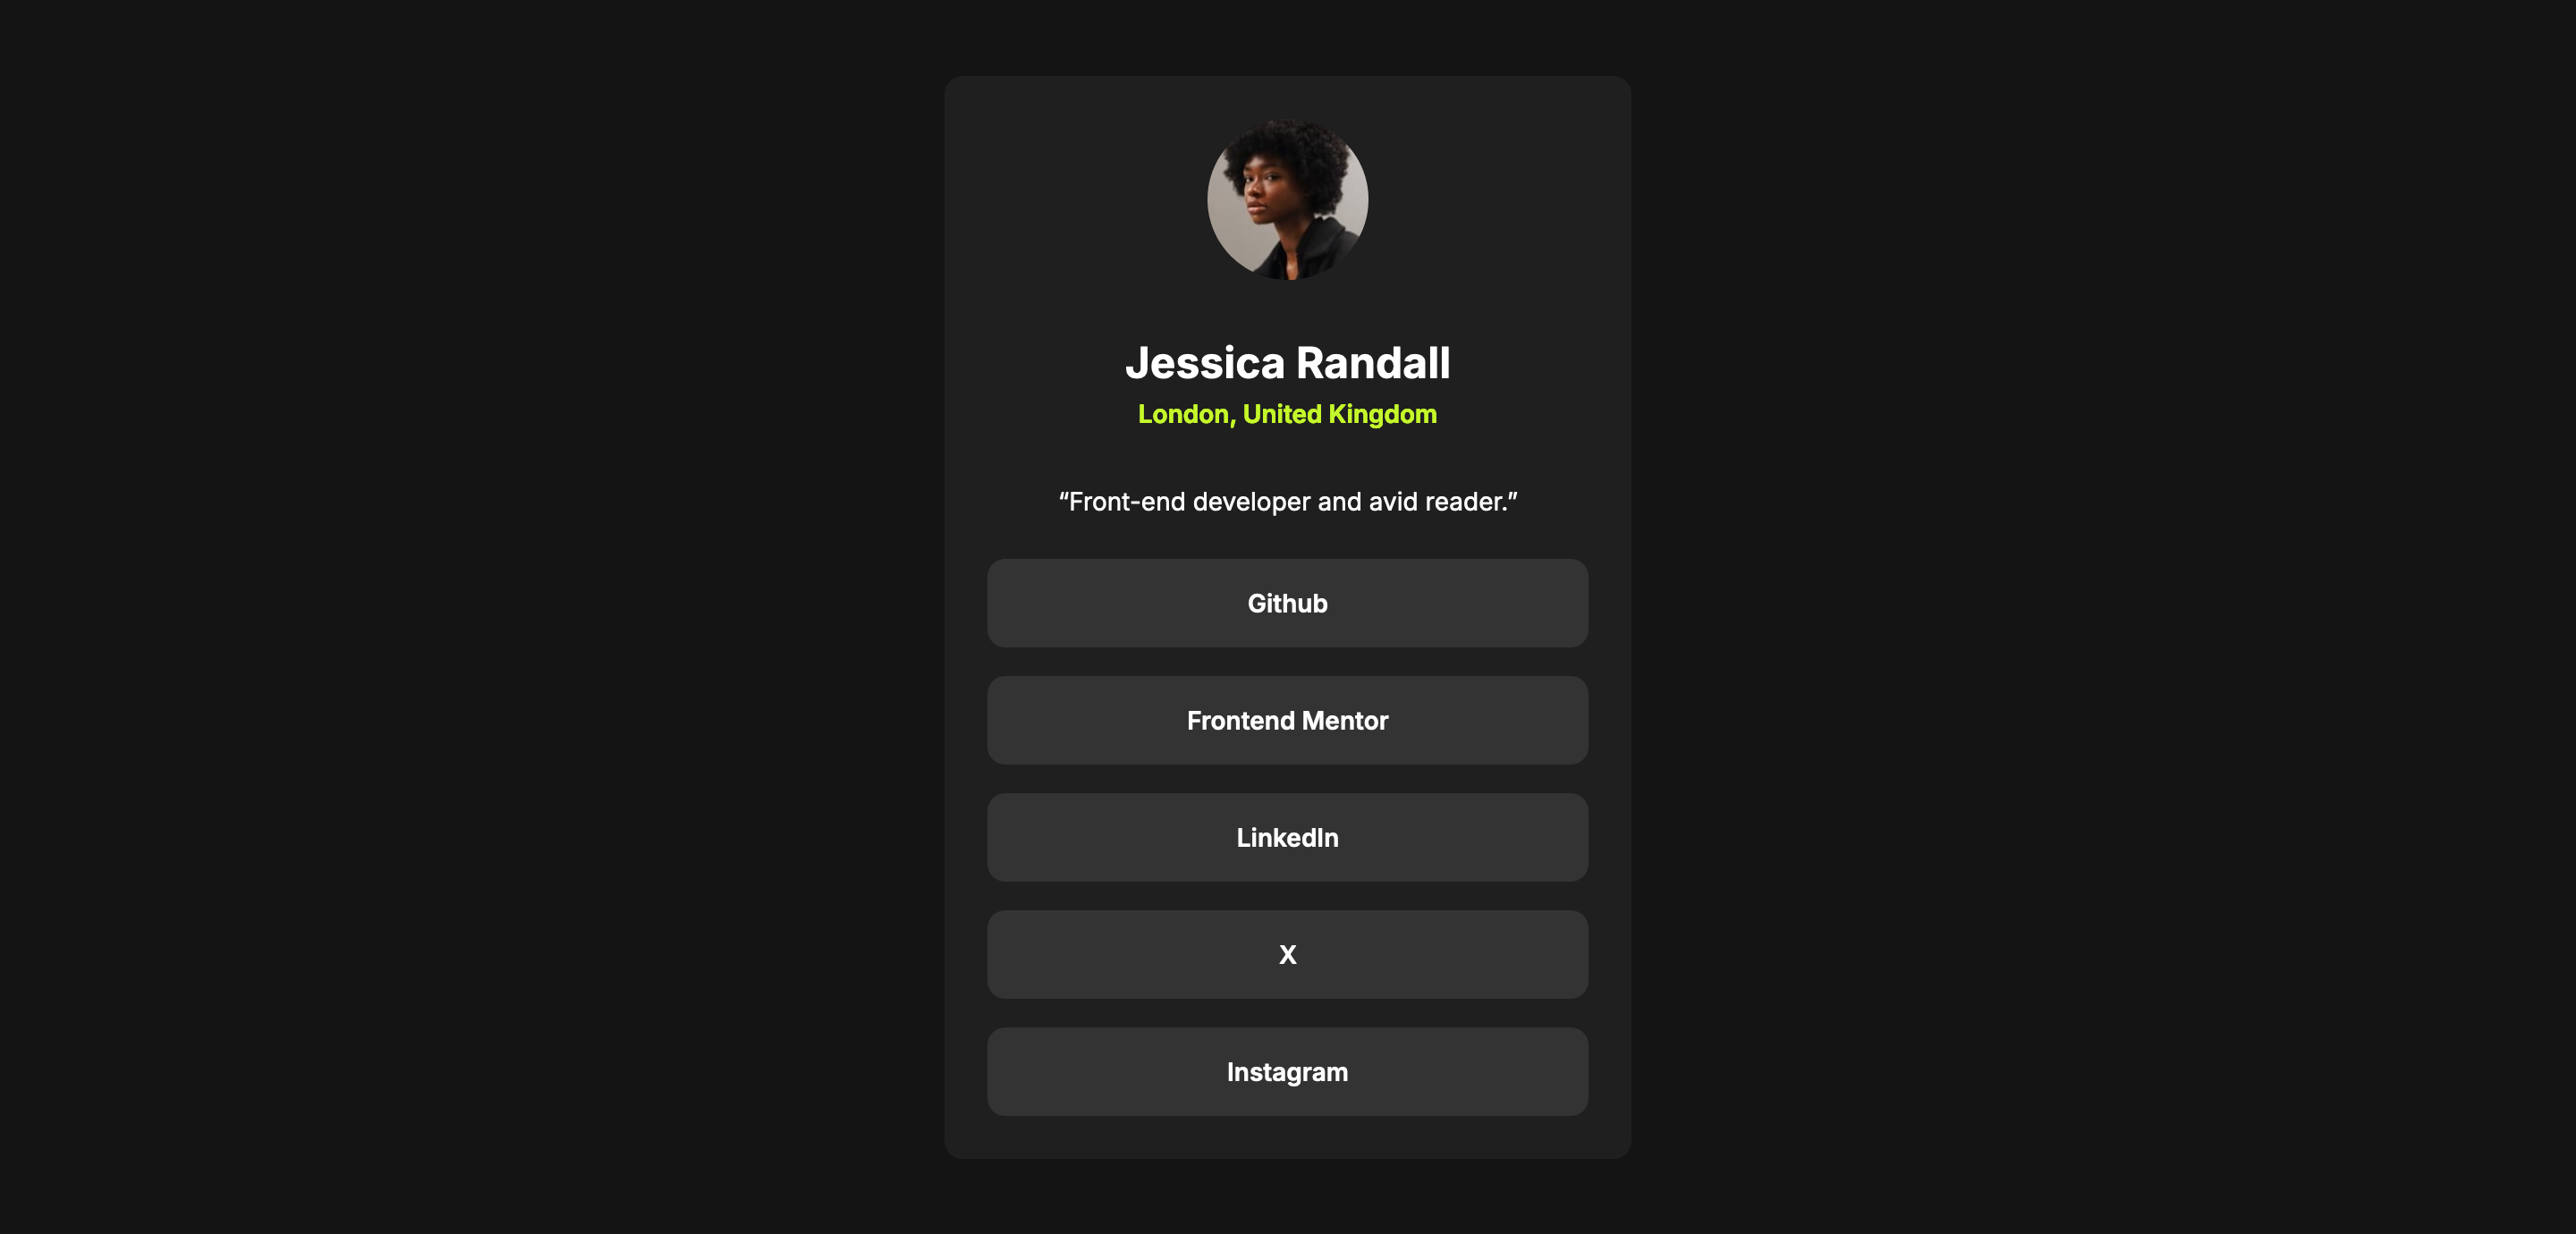 Jessica Randall
London, United Kingdom
“Front-end developer and avid reader.”
Github
Frontend Mentor
LinkedIn
X
Instagram